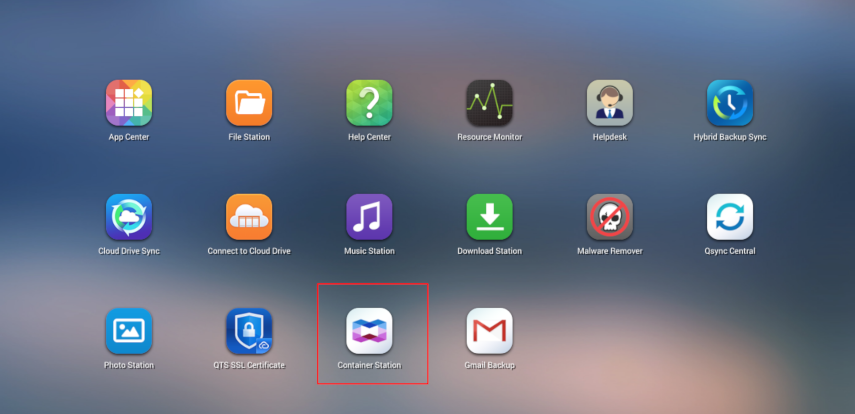 App Center
File Station
Help Center
Resource Monitor
Helpdesk
Hybrid Backup Sync
Cloud Drive Sync
Connect to Cloud Drive
Music Station
Download Station
Malware Remover
Qsync Central
Photo Station
QTS SSL Certificate
Container Station
Gmail Backup